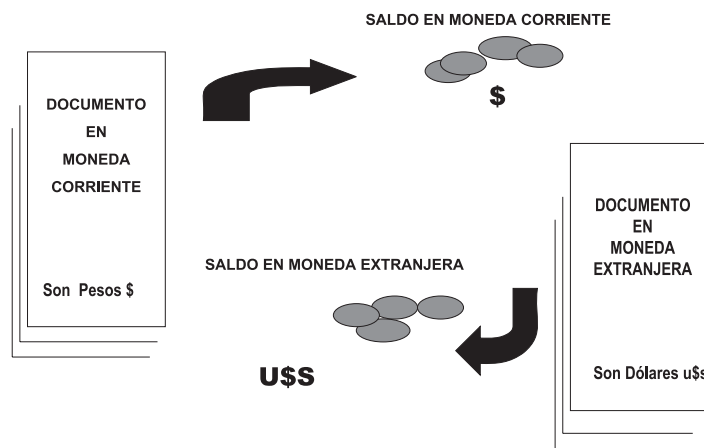 SALDO EN MONEDA CORRIENTE
$
DOCUMENTO
EN
MONEDA
CORRIENTE
Son Pesos $
DOCUMENTO
EN
MONEDA
EXTRANJERA
Son Dólares u$s
SALDO EN MONEDA EXTRANJERA
U$S